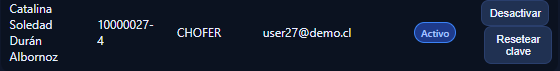 Catalina
Soledad
Durán
Albornoz
10000027-
4
CHOFER
user27@demo.cl
Activo
Desactivar
Resetear
clave